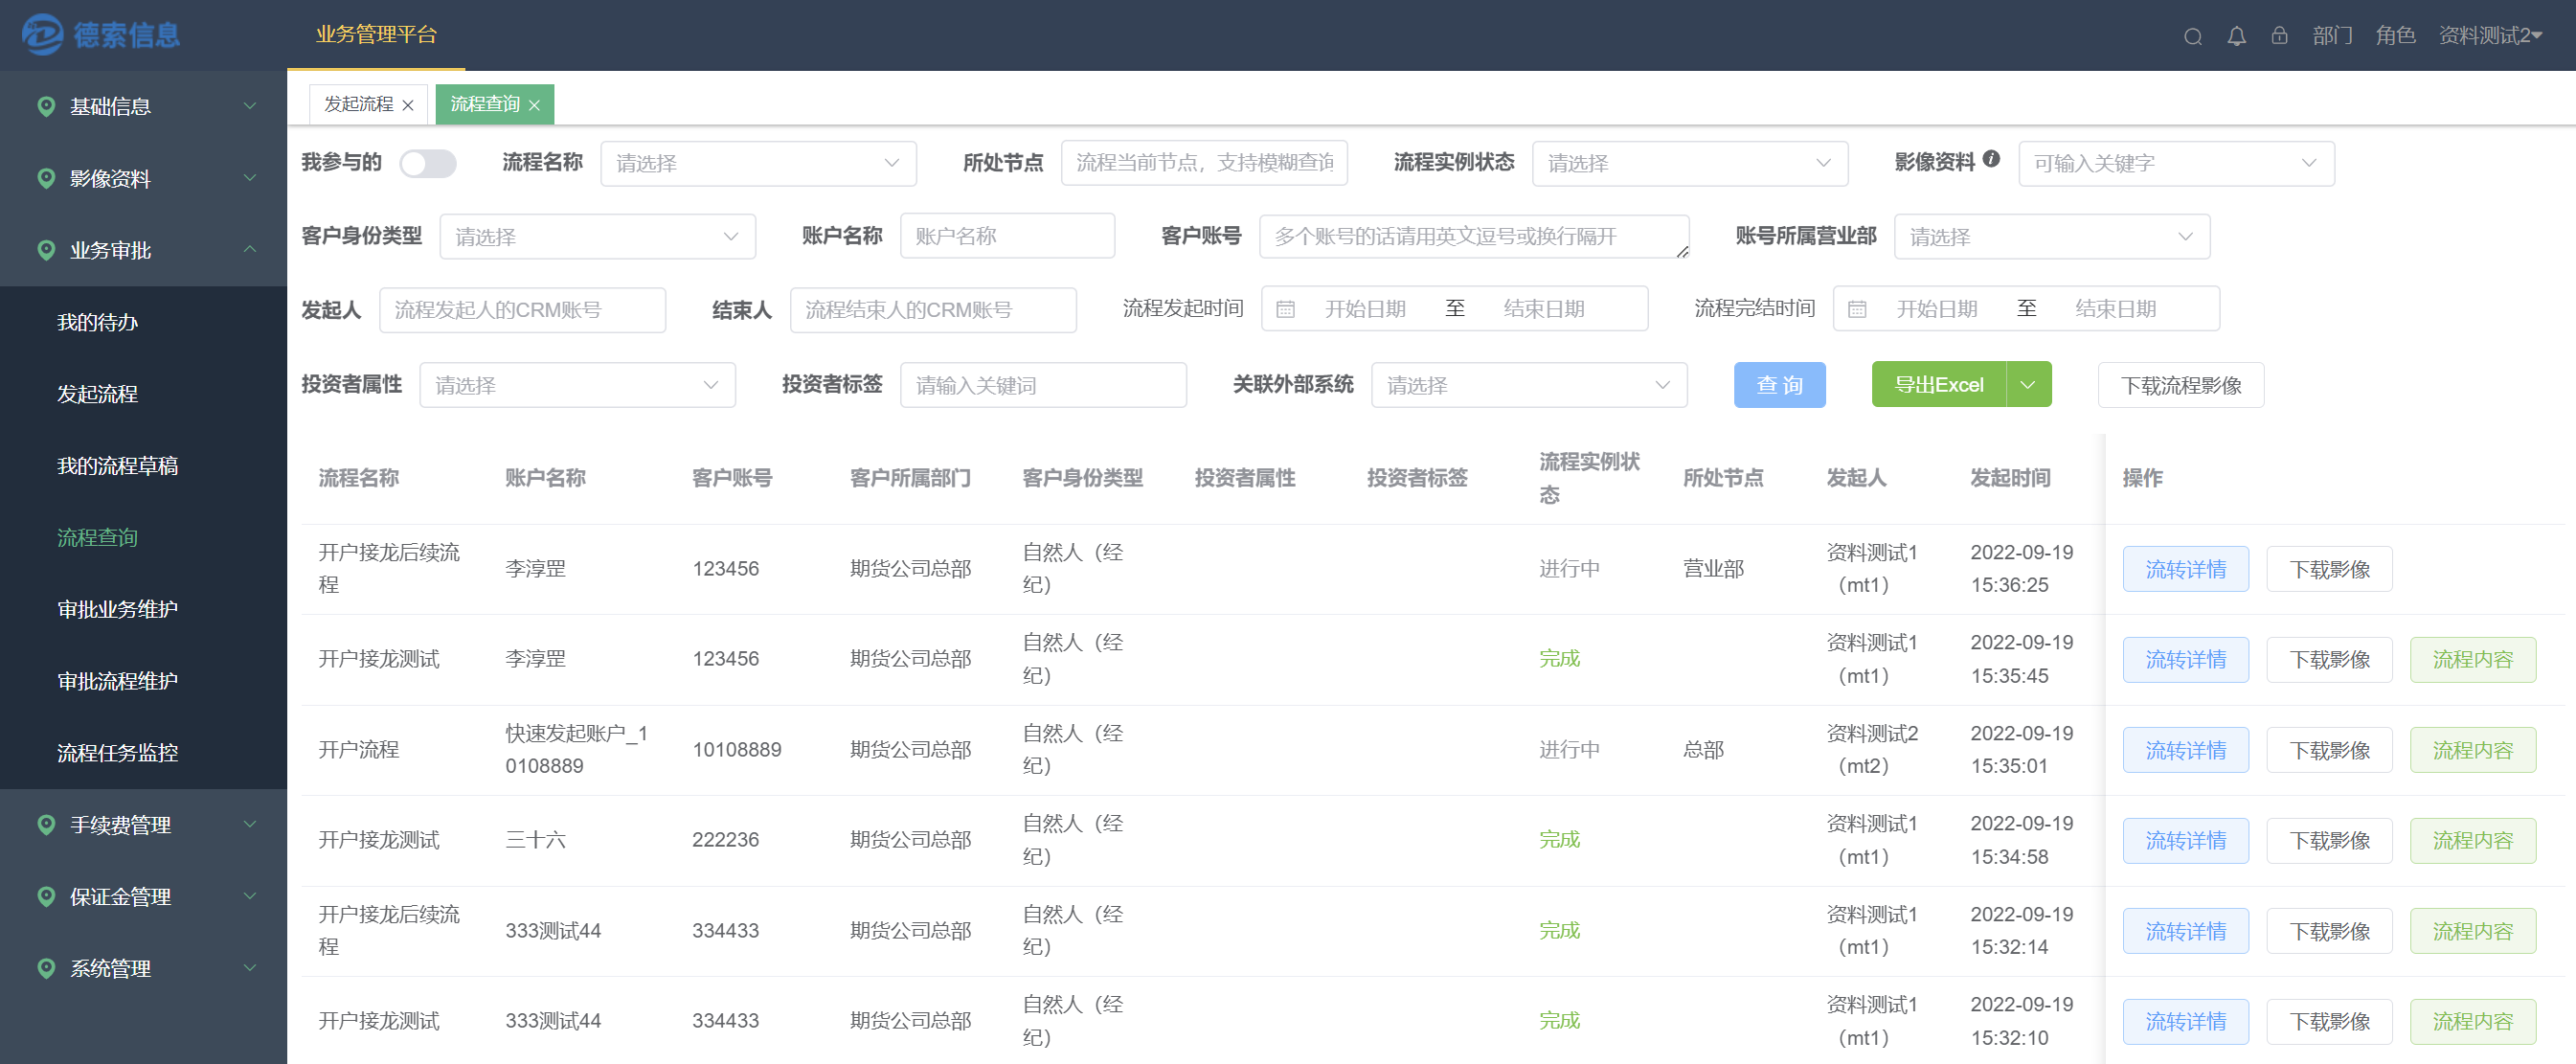 德索信息
业务管理平台
部门 角色 资料测试2
基础信息
影像资料
业务审批
我的待办
发起流程
我的流程草稿
流程查询
审批业务维护
审批流程维护
流程任务监控
手续费管理
保证金管理
系统管理
发起流程 × 流程查询 ×
我参与的 流程名称 请选择 所处节点 流程当前节点，支持模糊查询 流程实例状态 请选择 影像资料 可输入关键字
客户身份类型 请选择 账户名称 账户名称 客户账号 多个账号的话请用英文逗号或换行隔开 账号所属营业部 请选择
发起人 流程发起人的CRM账号 结束人 流程结束人的CRM账号 流程发起时间 开始日期 至 结束日期 流程完结时间 开始日期 至 结束日期
投资者属性 请选择 投资者标签 请输入关键词 关联外部系统 请选择 查询 导出Excel 下载流程影像
流程名称 账户名称 客户账号 客户所属部门 客户身份类型 投资者属性 投资者标签 流程实例状
态 所处节点 发起人 发起时间 操作
开户接龙后续流
程 李淳罡 123456 期货公司总部 自然人（经
纪） 进行中 营业部 资料测试1
（mt1） 2022-09-19
15:36:25 流转详情 下载影像
开户接龙测试 李淳罡 123456 期货公司总部 自然人（经
纪） 完成 资料测试1
（mt1） 2022-09-19
15:35:45 流转详情 下载影像 流程内容
开户流程 快速发起账户_1
0108889 10108889 期货公司总部 自然人（经
纪） 进行中 总部 资料测试2
（mt2） 2022-09-19
15:35:01 流转详情 下载影像 流程内容
开户接龙测试 三十六 222236 期货公司总部 自然人（经
纪） 完成 资料测试1
（mt1） 2022-09-19
15:34:58 流转详情 下载影像 流程内容
开户接龙后续流
程 333测试44 334433 期货公司总部 自然人（经
纪） 完成 资料测试1
（mt1） 2022-09-19
15:32:14 流转详情 下载影像 流程内容
开户接龙测试 333测试44 334433 期货公司总部 自然人（经
纪） 完成 资料测试1
（mt1） 2022-09-19
15:32:10 流转详情 下载影像 流程内容